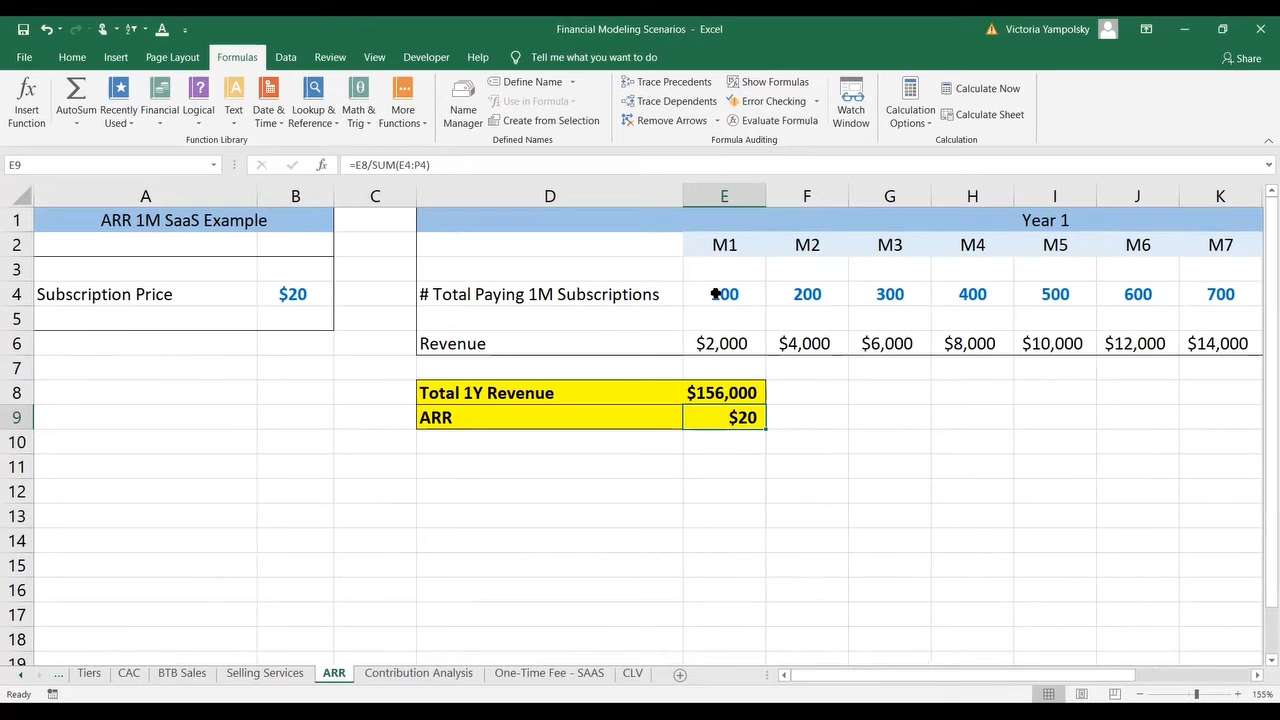 Financial Modeling Scenarios - Excel
Victoria Yampolsky
File Home Insert Page Layout Formulas Data Review View Developer Help Tell me what you want to do
Share
Insert Function
AutoSum
Recently Used
Financial
Logical
Text
Date & Time
Lookup & Reference
Math & Trig
More Functions
Function Library
Name Manager
Define Name
Use in Formula
Create from Selection
Defined Names
Trace Precedents
Trace Dependents
Remove Arrows
Show Formulas
Error Checking
Evaluate Formula
Watch Window
Formula Auditing
Calculation Options
Calculate Now
Calculate Sheet
Calculation
E9 fx =E8/SUM(E4:P4)
A B C D E F G H I J K
1 ARR 1M SaaS Example Year 1
2 M1 M2 M3 M4 M5 M6 M7
3
4 Subscription Price $20 # Total Paying 1M Subscriptions 100 200 300 400 500 600 700
5
6 Revenue $2,000 $4,000 $6,000 $8,000 $10,000 $12,000 $14,000
7
8 Total 1Y Revenue $156,000
9 ARR $20
10
11
12
13
14
15
16
17
18
19
... Tiers CAC BTB Sales Selling Services ARR Contribution Analysis One-Time Fee - SAAS CLV
Ready 155%